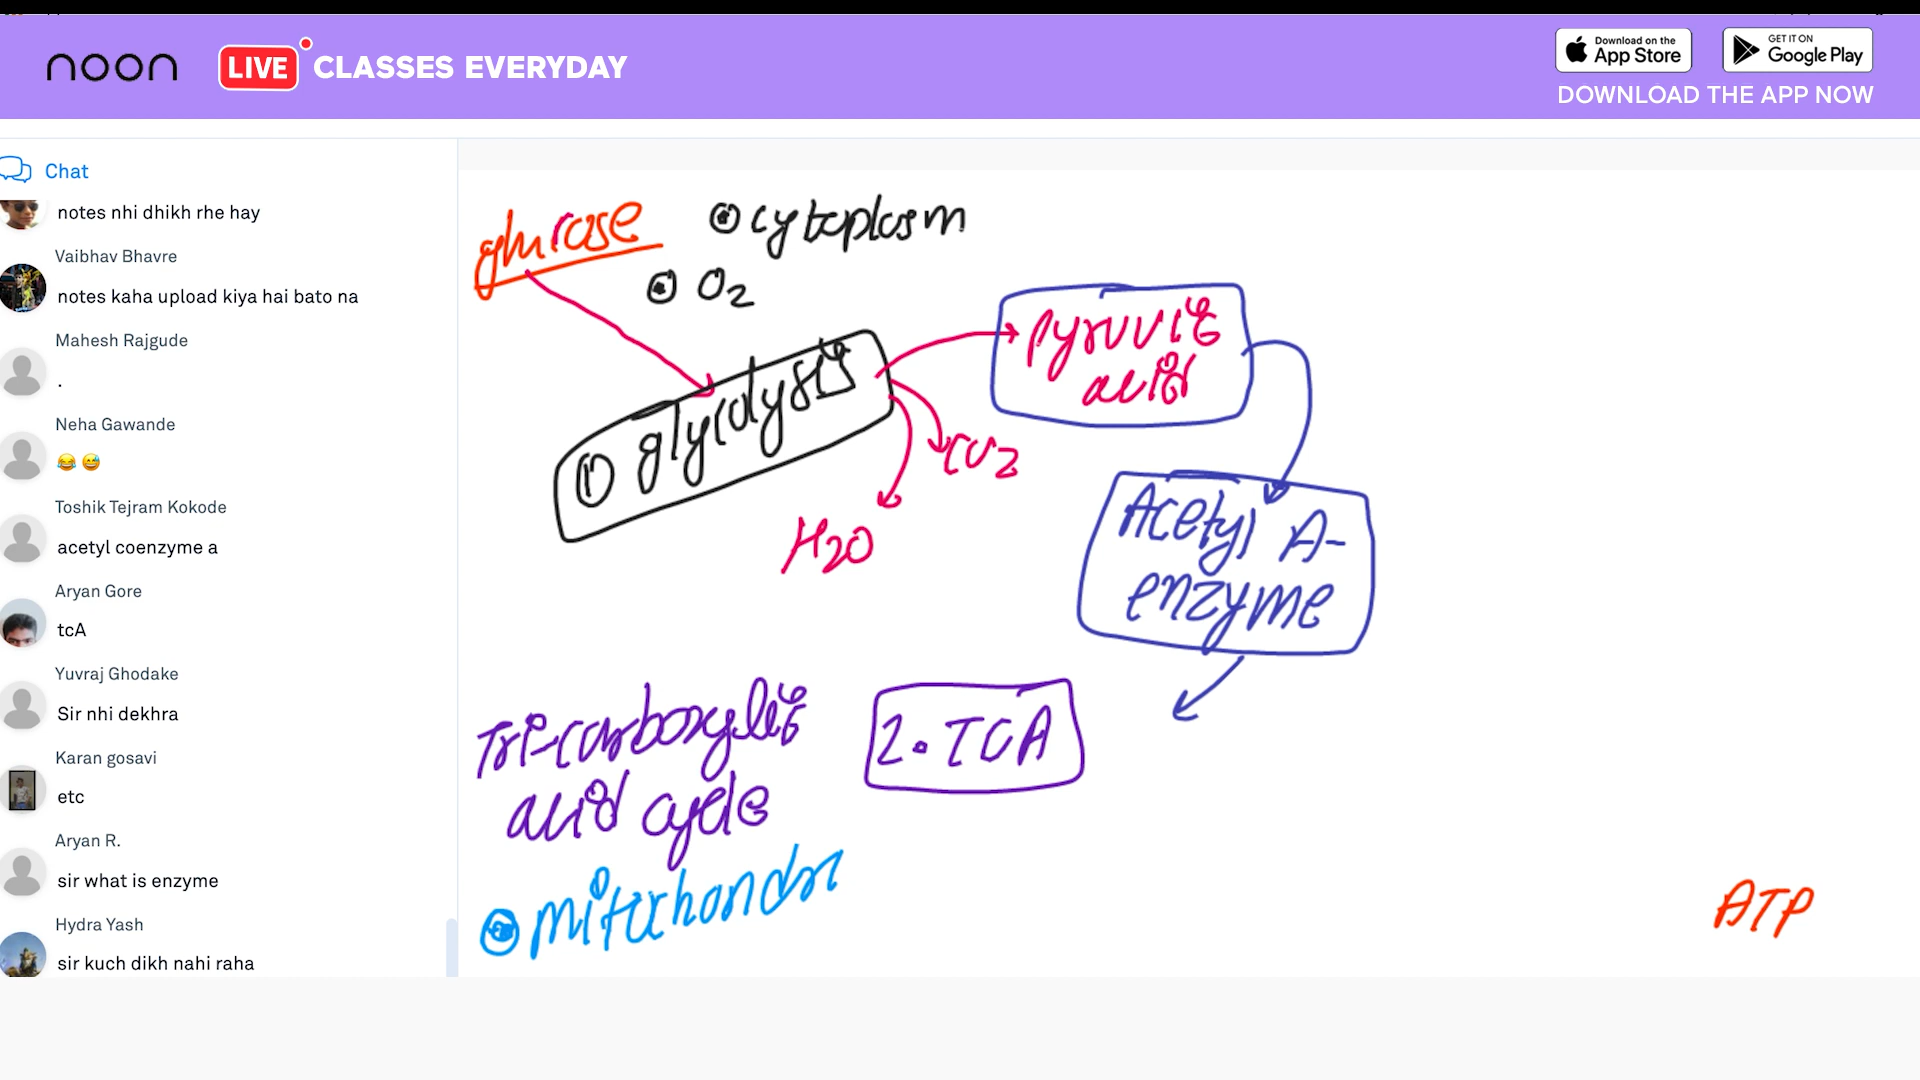 noon
LIVE CLASSES EVERYDAY
Download on the
App Store
GET IT ON
Google Play
DOWNLOAD THE APP NOW
Chat
notes nhi dhikh rhe hay
Vaibhav Bhavre
notes kaha upload kiya hai bato na
Mahesh Rajgude
.
Neha Gawande
😂 😅
Toshik Tejram Kokode
acetyl coenzyme a
Aryan Gore
tcA
Yuvraj Ghodake
Sir nhi dekhra
Karan gosavi
etc
Aryan R.
sir what is enzyme
Hydra Yash
sir kuch dikh nahi raha
glucose
cytoplasm
O2
① glycolysis
pyruvic
acid
CO2
H2O
Acetyl A-
enzyme
Tri-carboxylic
acid cycle
2. TCA
mitochondri
ATP